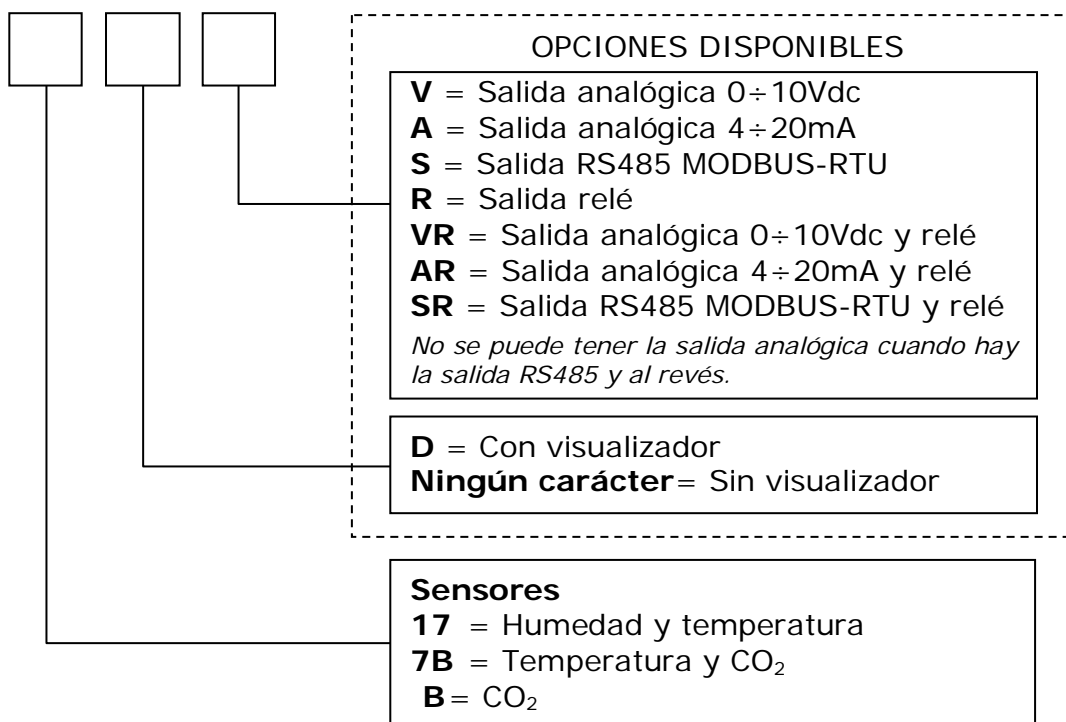 OPCIONES DISPONIBLES
V = Salida analógica 0÷10Vdc
A = Salida analógica 4÷20mA
S = Salida RS485 MODBUS-RTU
R = Salida relé
VR = Salida analógica 0÷10Vdc y relé
AR = Salida analógica 4÷20mA y relé
SR = Salida RS485 MODBUS-RTU y relé
No se puede tener la salida analógica cuando hay
la salida RS485 y al revés.
D = Con visualizador
Ningún carácter= Sin visualizador
Sensores
17 = Humedad y temperatura
7B = Temperatura y CO₂
B= CO₂